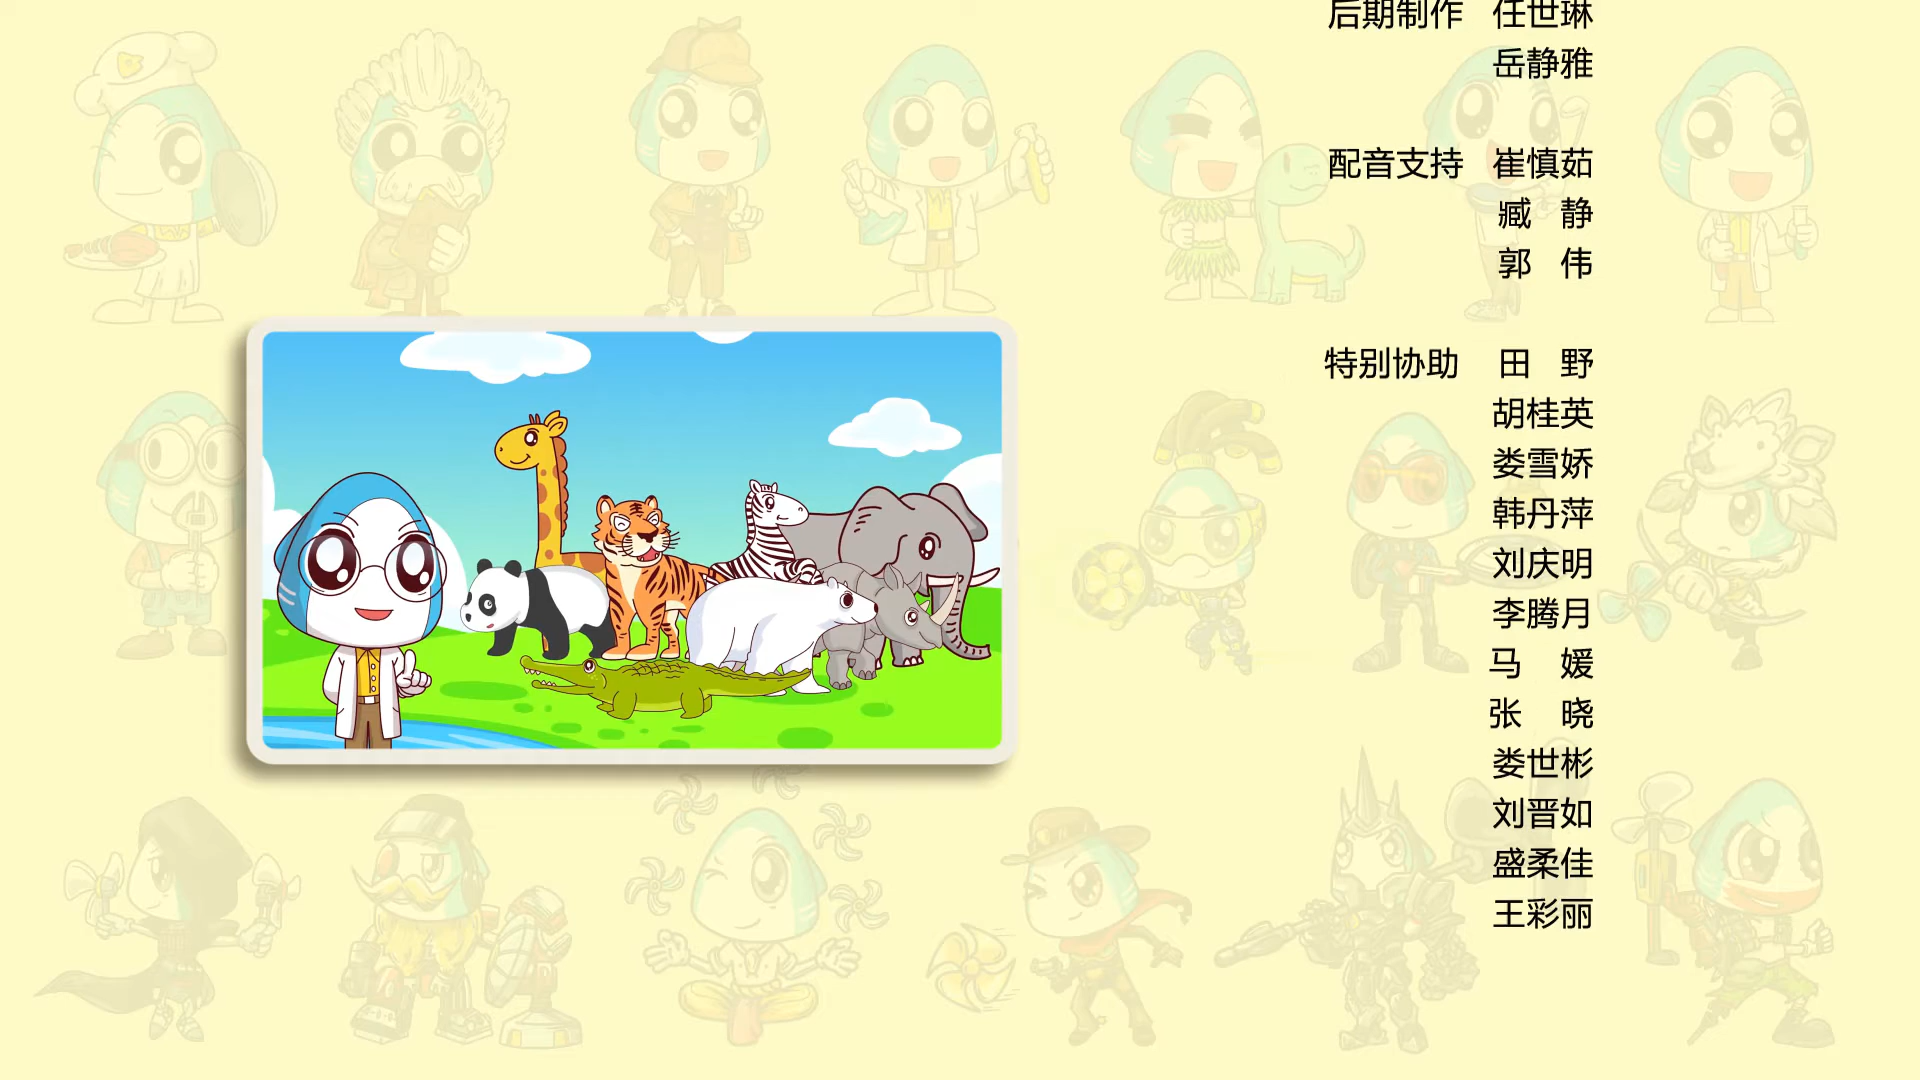 后期制作 任世琳
岳静雅
配音支持 崔慎茹
臧 静
郭 伟
特别协助 田 野
胡桂英
娄雪娇
韩丹萍
刘庆明
李腾月
马 媛
张 晓
娄世彬
刘晋如
盛柔佳
王彩丽